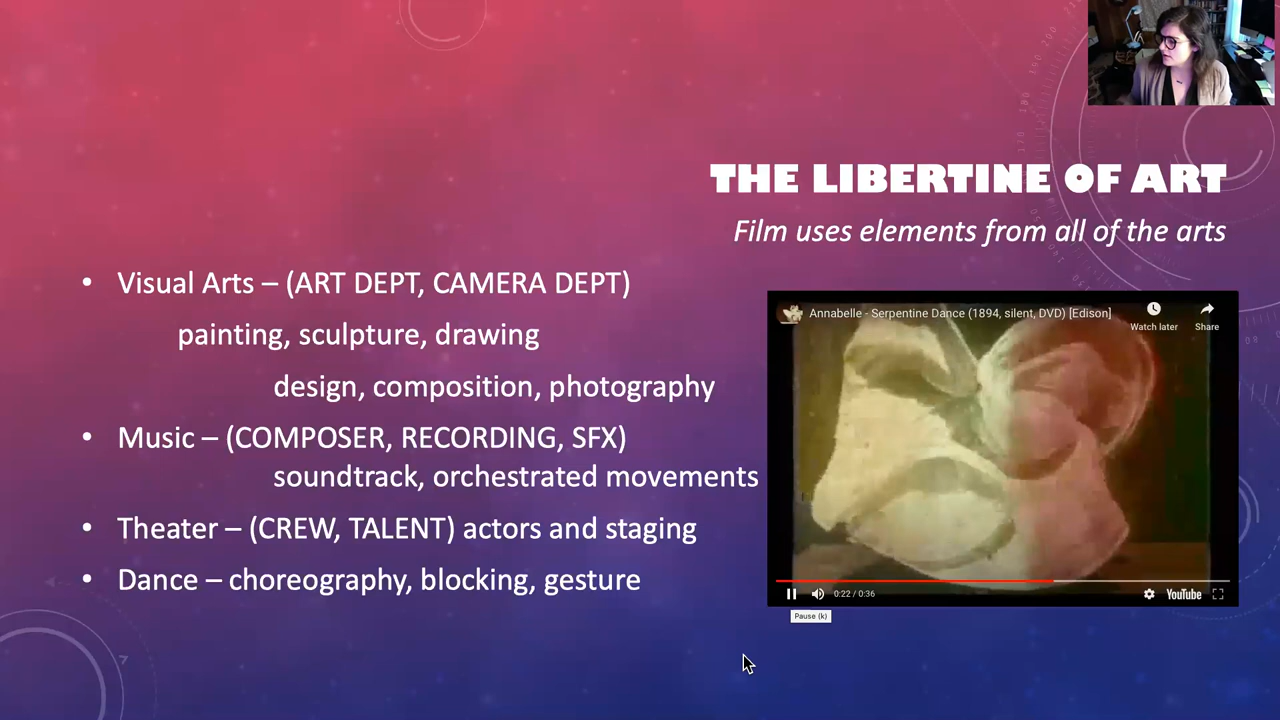 THE LIBERTINE OF ART
Film uses elements from all of the arts
• Visual Arts – (ART DEPT, CAMERA DEPT)
painting, sculpture, drawing
design, composition, photography
• Music – (COMPOSER, RECORDING, SFX)
soundtrack, orchestrated movements
• Theater – (CREW, TALENT) actors and staging
• Dance – choreography, blocking, gesture
Annabelle - Serpentine Dance (1894, silent, DVD) [Edison]
Watch later
Share
0:22 / 0:36
YouTube
Pause (k)